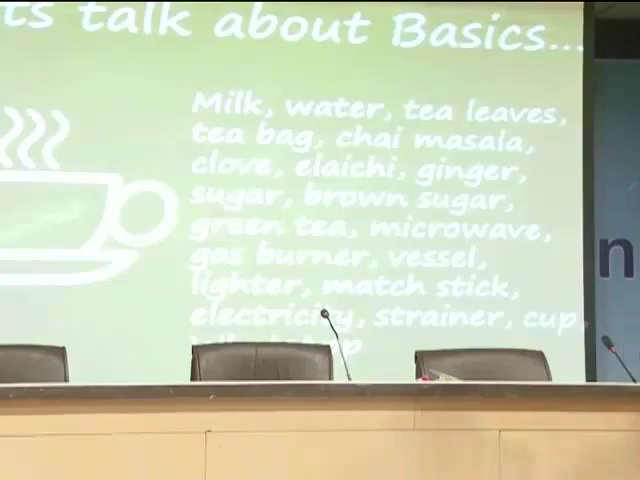 ts talk about Basics...
Milk, water, tea leaves,
tea bag, chai masala,
clove, elaichi, ginger,
sugar, brown sugar,
green tea, microwave,
gas burner, vessel,
lighter, match stick,
electricity, strainer, cup,
n